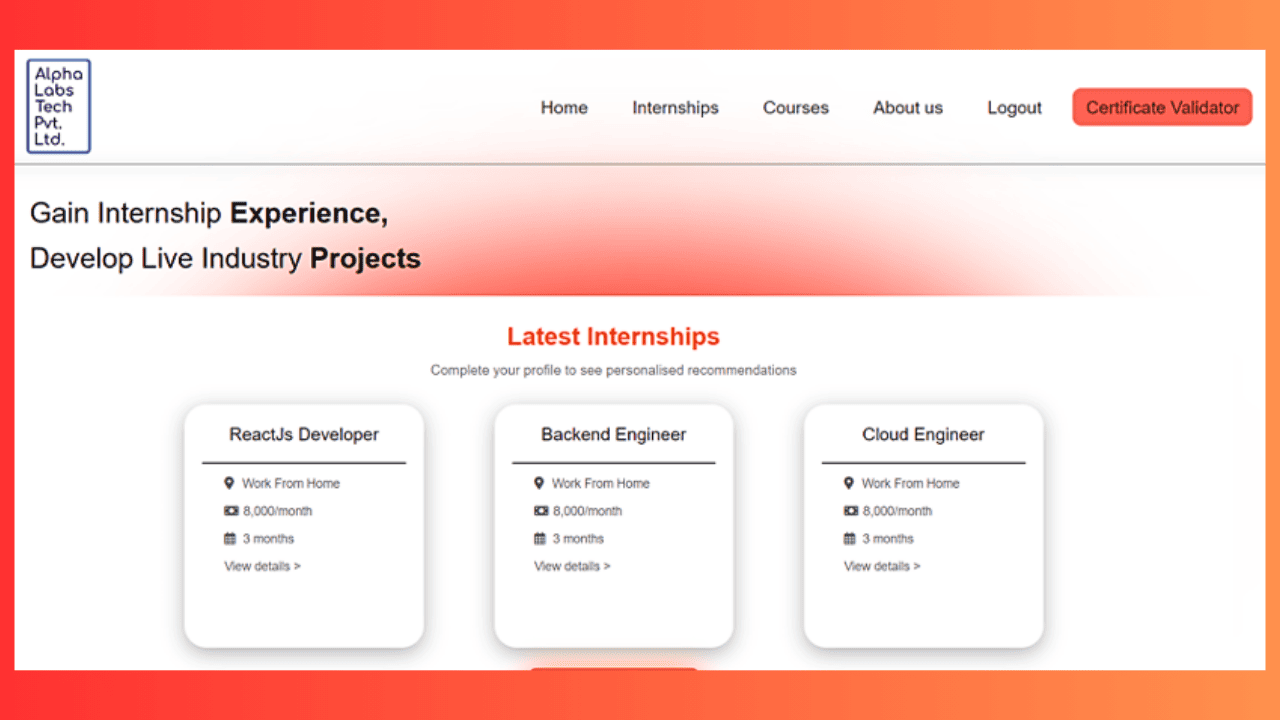 Alpha
Labs
Tech
Pvt.
Ltd.
Home Internships Courses About us Logout Certificate Validator
Gain Internship Experience,
Develop Live Industry Projects
Latest Internships
Complete your profile to see personalised recommendations
ReactJs Developer
Work From Home
8,000/month
3 months
View details >
Backend Engineer
Work From Home
8,000/month
3 months
View details >
Cloud Engineer
Work From Home
8,000/month
3 months
View details >